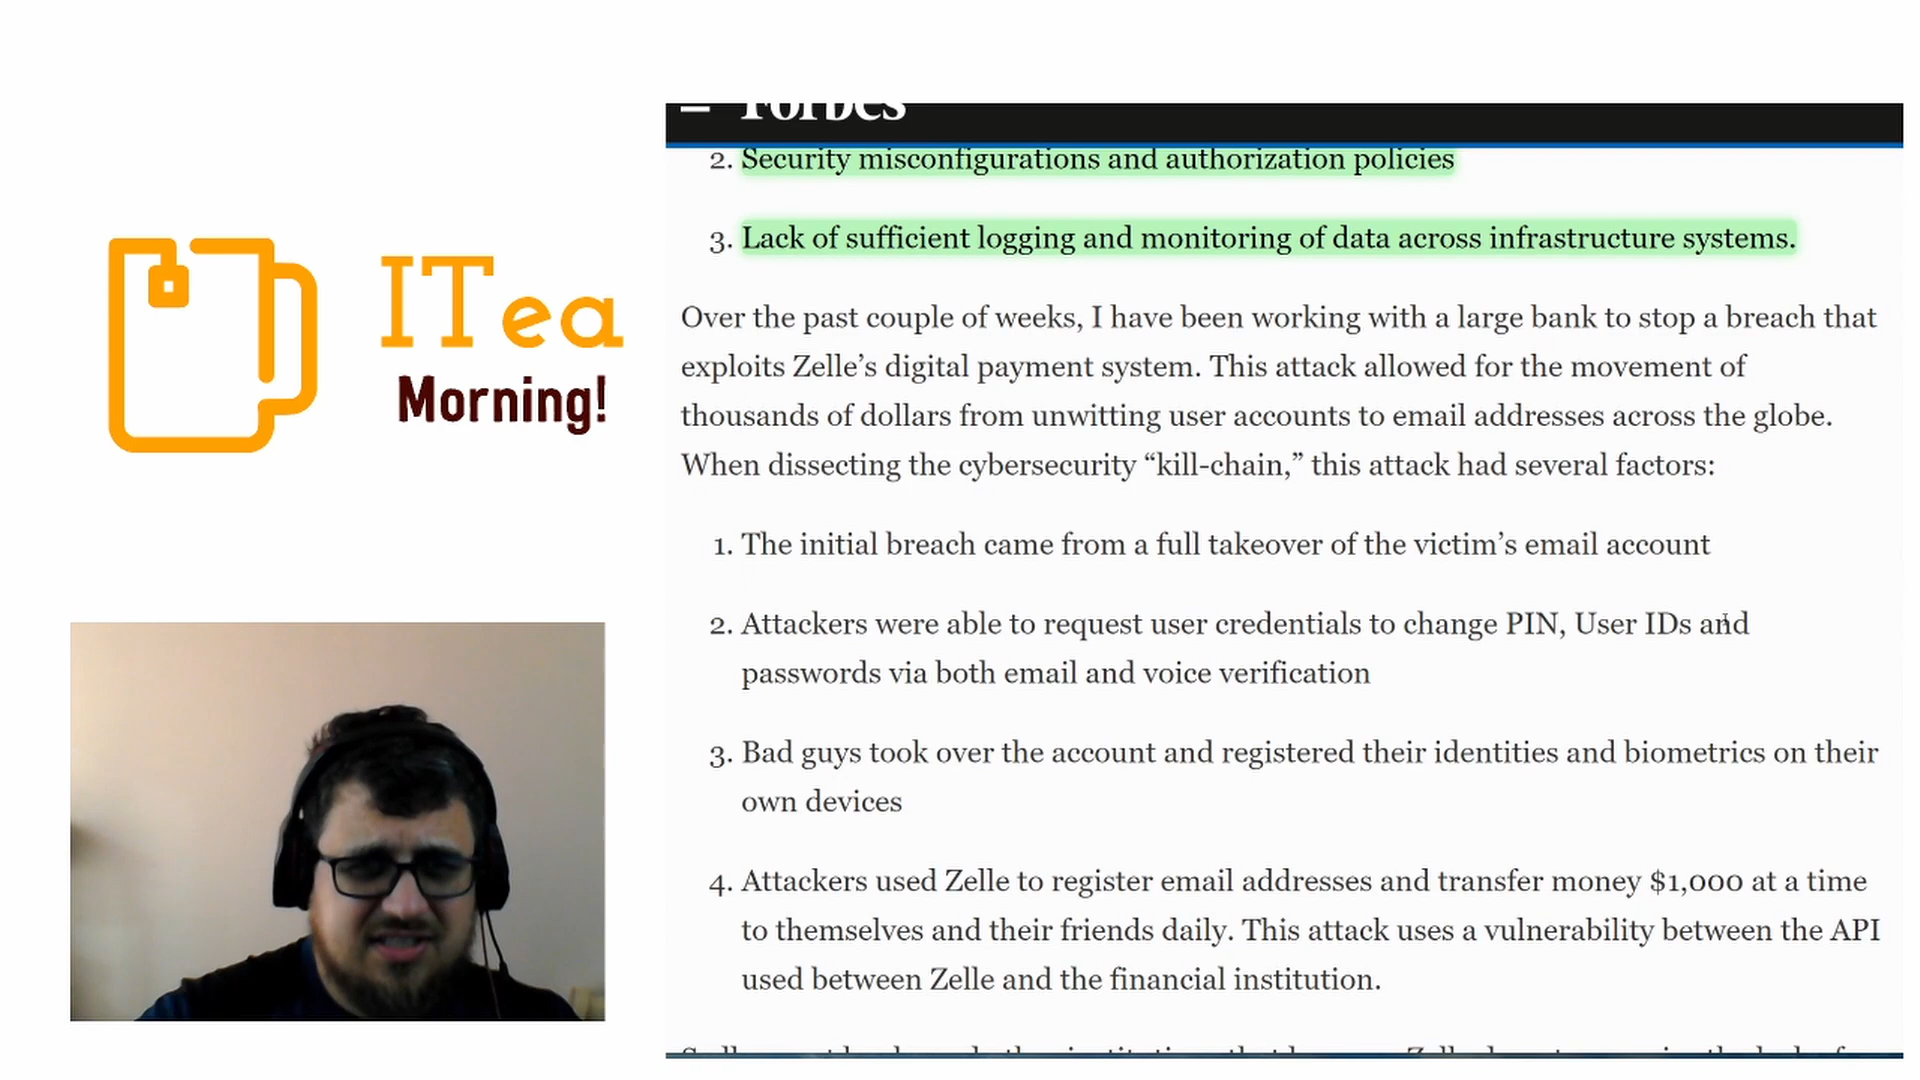 ITea
Morning!
Forbes
2. Security misconfigurations and authorization policies
3. Lack of sufficient logging and monitoring of data across infrastructure systems.
Over the past couple of weeks, I have been working with a large bank to stop a breach that
exploits Zelle’s digital payment system. This attack allowed for the movement of
thousands of dollars from unwitting user accounts to email addresses across the globe.
When dissecting the cybersecurity “kill-chain,” this attack had several factors:
1. The initial breach came from a full takeover of the victim’s email account
2. Attackers were able to request user credentials to change PIN, User IDs and
passwords via both email and voice verification
3. Bad guys took over the account and registered their identities and biometrics on their
own devices
4. Attackers used Zelle to register email addresses and transfer money $1,000 at a time
to themselves and their friends daily. This attack uses a vulnerability between the API
used between Zelle and the financial institution.